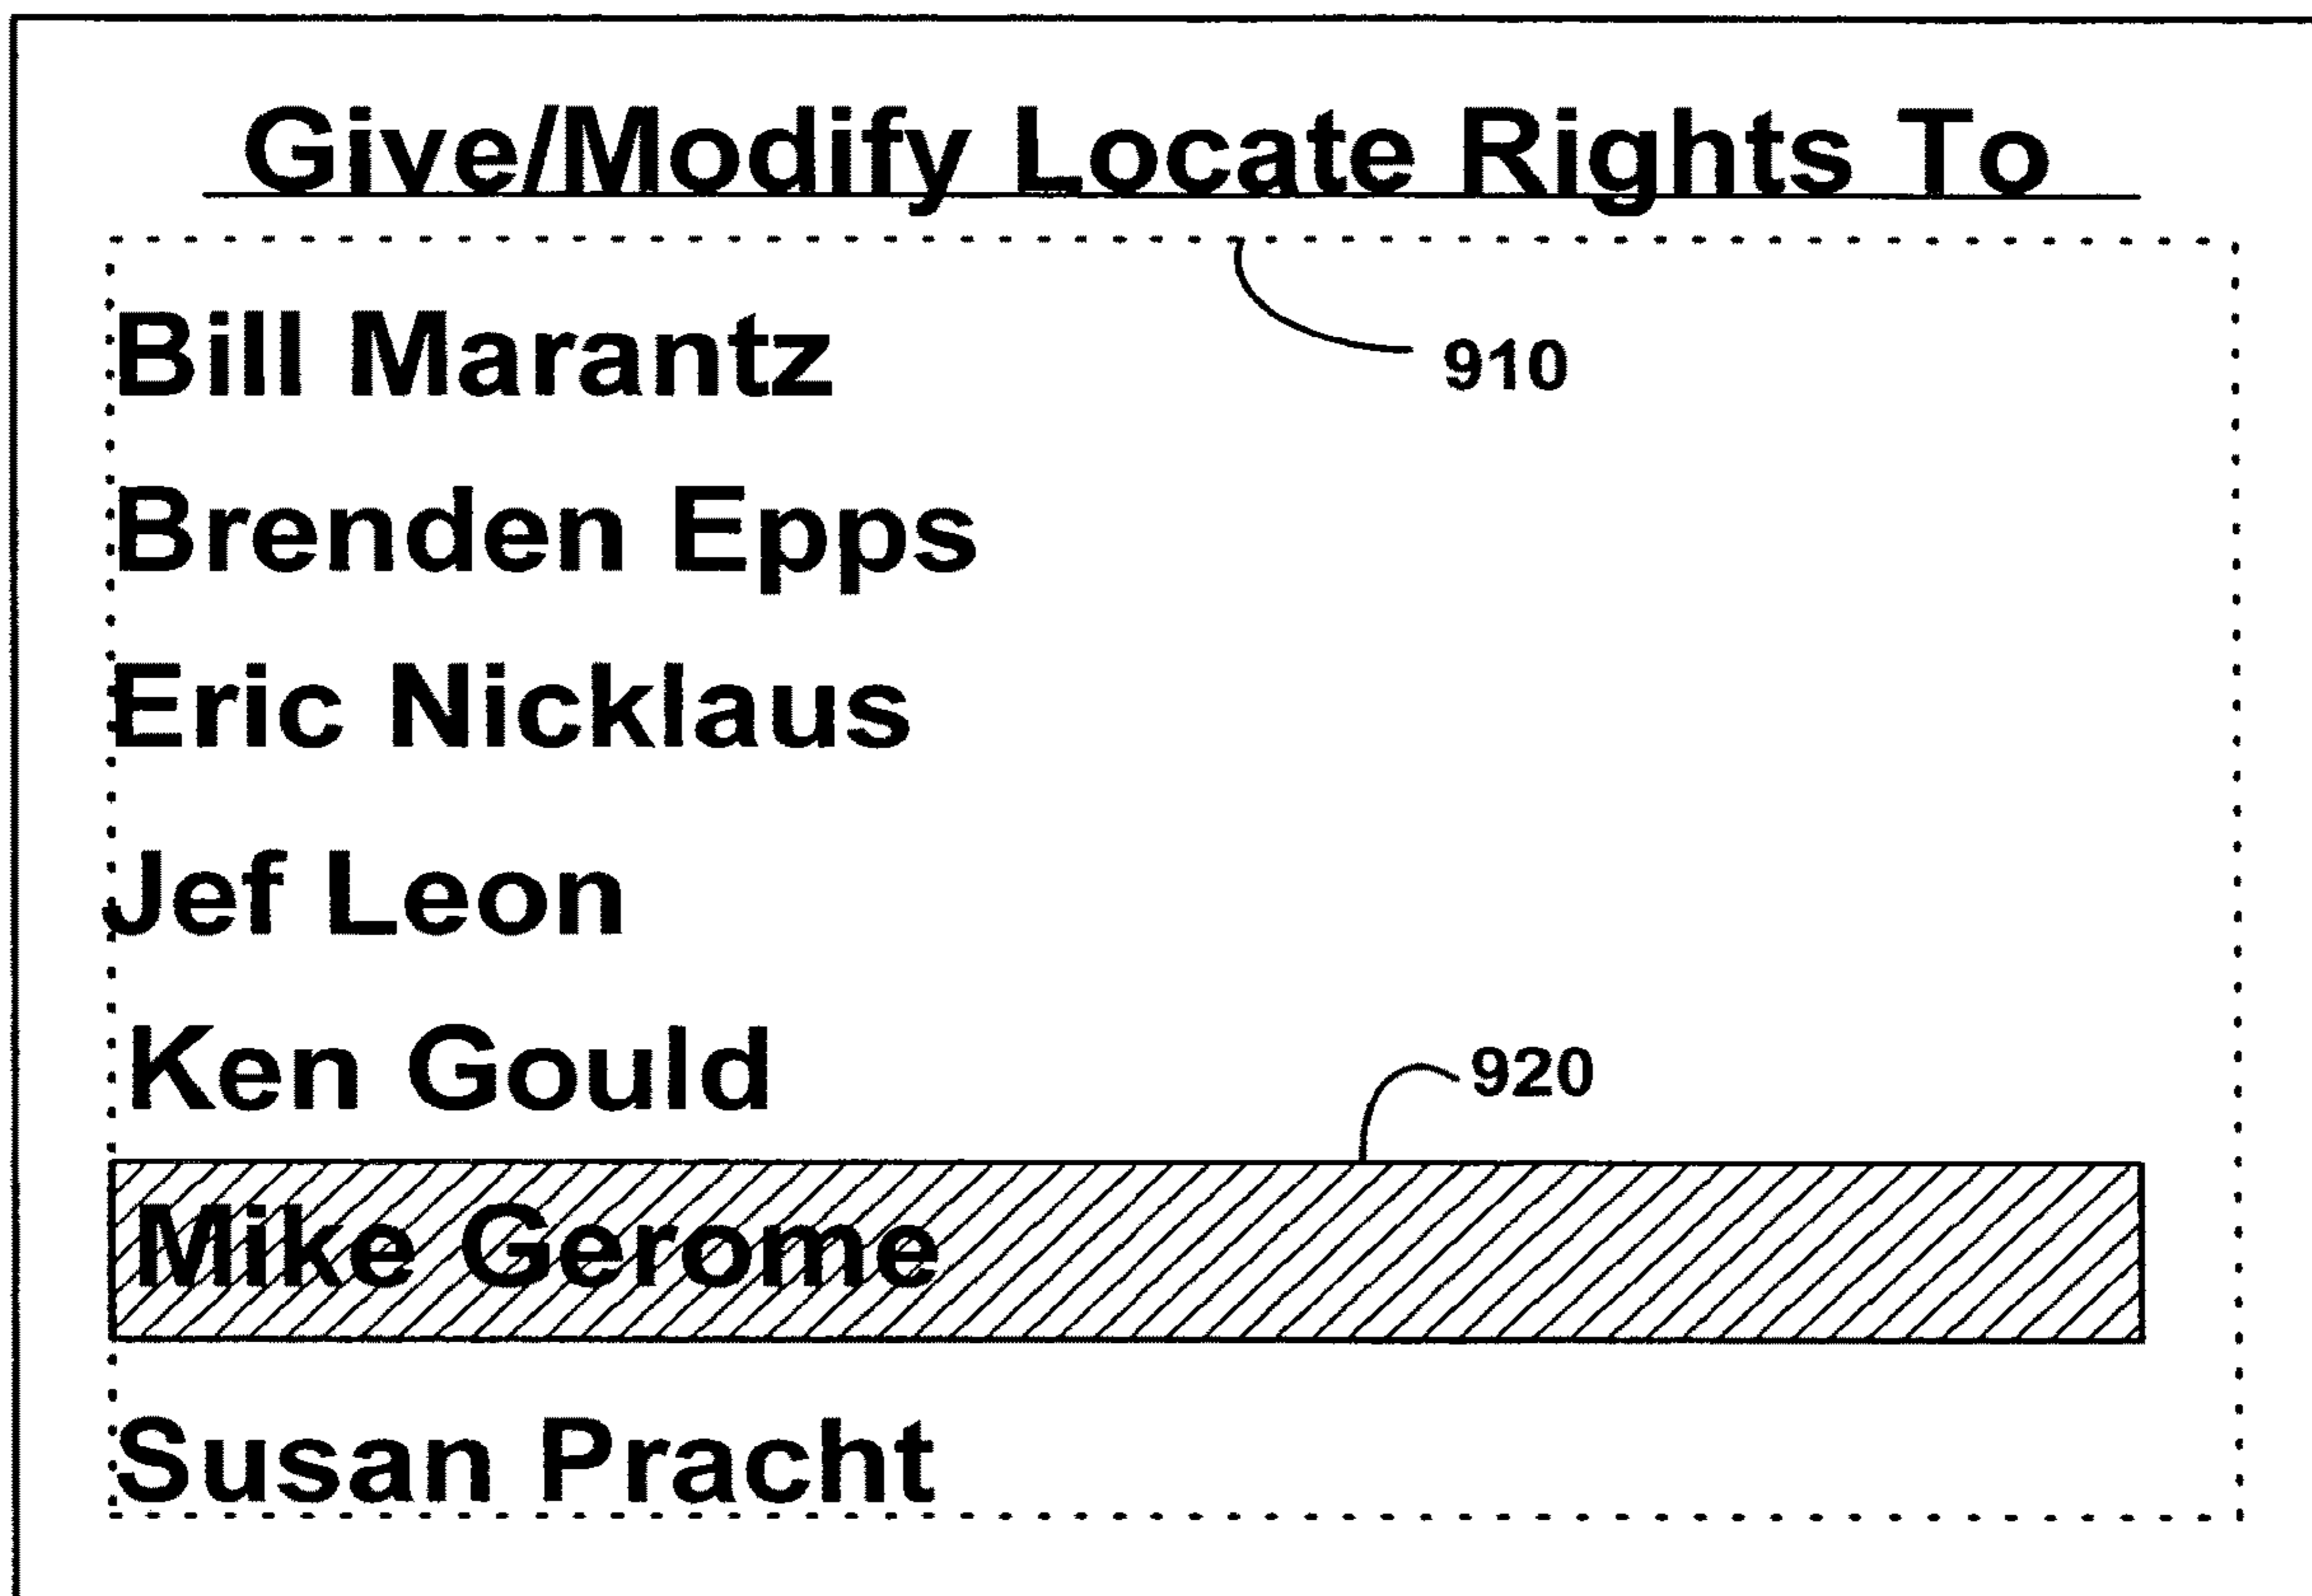 Give/Modify Locate Rights To
Bill Marantz
910
Brenden Epps
Eric Nicklaus
Jef Leon
Ken Gould
920
Mike Gerome
Susan Pracht